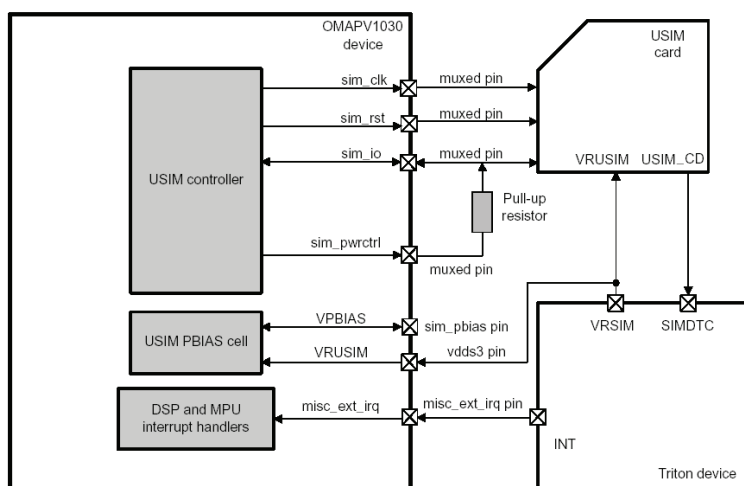 OMAPV1030
device
USIM
card
sim_clk
muxed pin
sim_rst
muxed pin
sim_io
muxed pin
VRUSIM
USIM_CD
USIM controller
Pull-up
resistor
sim_pwrctrl
muxed pin
VPBIAS
sim_pbias pin
VRSIM
SIMDTC
USIM PBIAS cell
VRUSIM
vdds3 pin
DSP and MPU
interrupt handlers
misc_ext_irq
misc_ext_irq pin
INT
Triton device